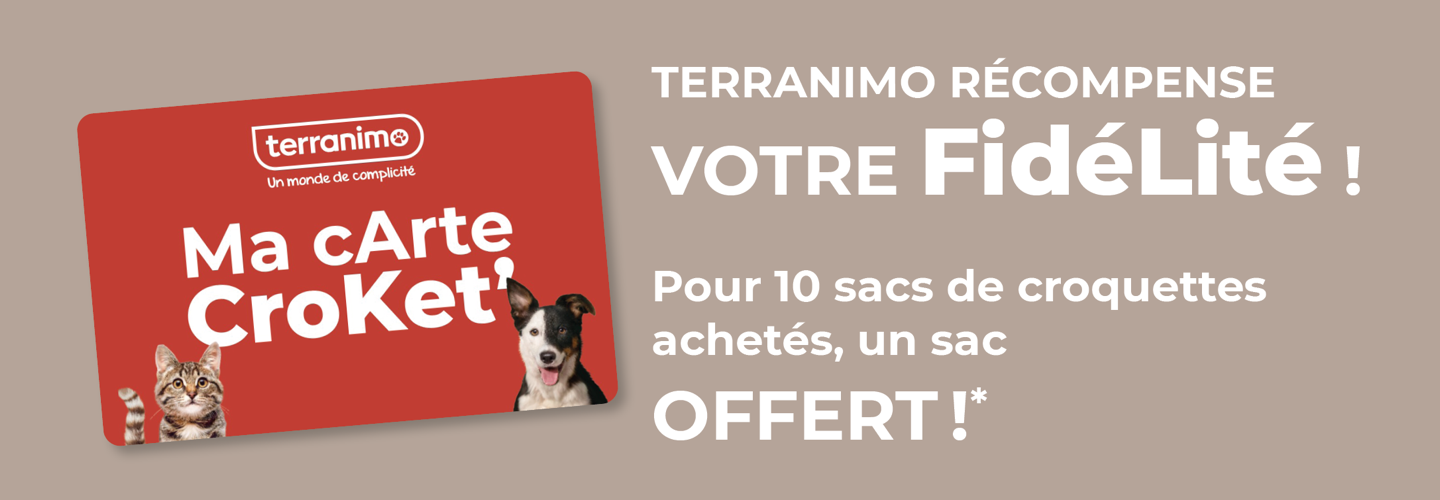 terranimo
Un monde de complicité
Ma cArte
CroKet'
TERRANIMO RÉCOMPENSE
VOTRE FidéLité !
Pour 10 sacs de croquettes
achetés, un sac
OFFERT !*